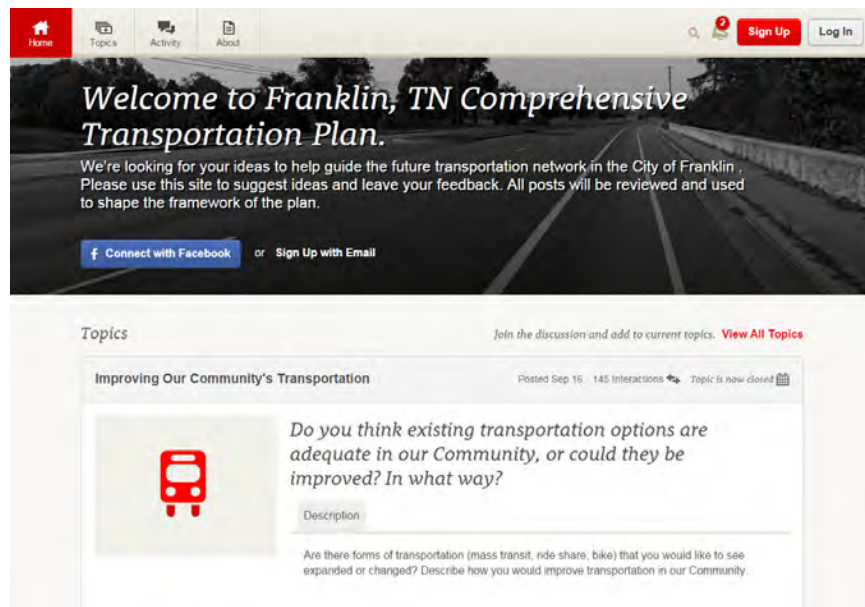 Home
Topics
Activity
About
2
Sign Up
Log In
Welcome to Franklin, TN Comprehensive
Transportation Plan.
We're looking for your ideas to help guide the future transportation network in the City of Franklin .
Please use this site to suggest ideas and leave your feedback. All posts will be reviewed and used
to shape the framework of the plan.
f Connect with Facebook or Sign Up with Email
Topics
Join the discussion and add to current topics. View All Topics
Improving Our Community's Transportation
Posted Sep 16 145 Interactions Topic is now closed
Do you think existing transportation options are
adequate in our Community, or could they be
improved? In what way?
Description
Are there forms of transportation (mass transit, ride share, bike) that you would like to see
expanded or changed? Describe how you would improve transportation in our Community.